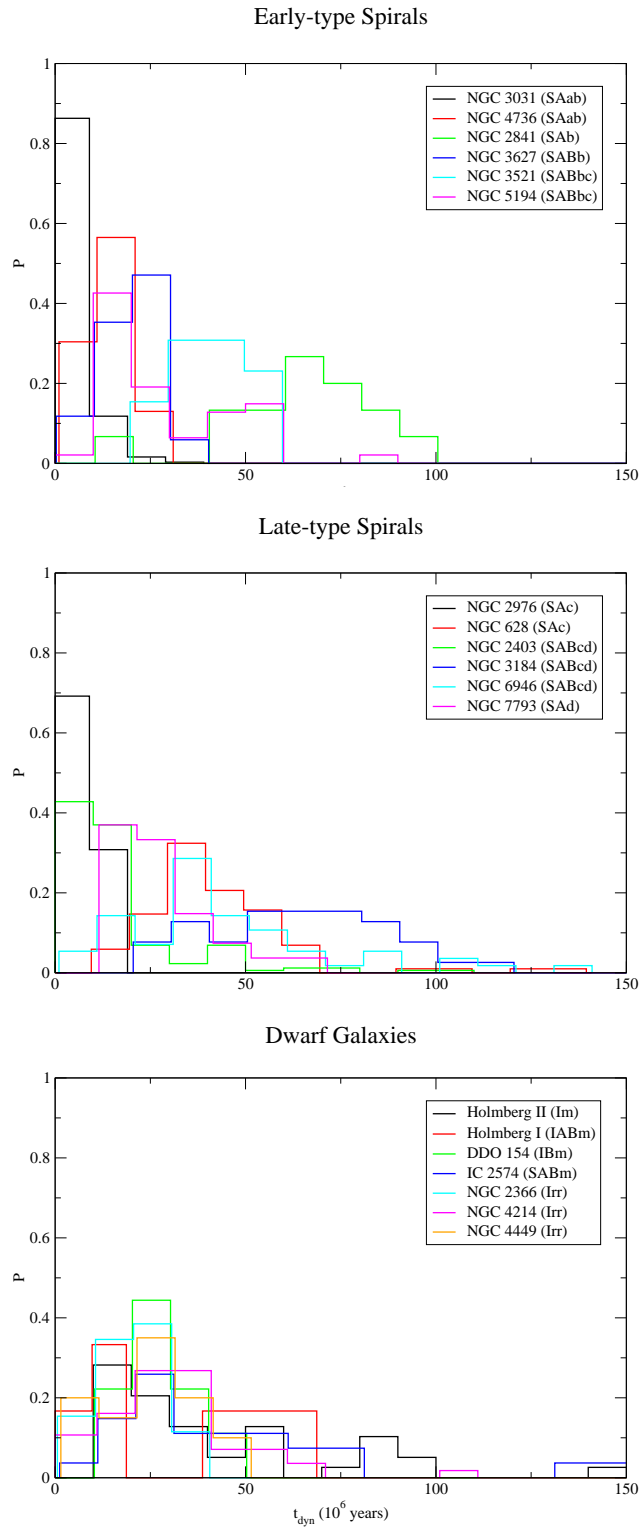 Early-type Spirals
1
0.8
0.6
0.4
0.2
0
P
NGC 3031 (SAab)
NGC 4736 (SAab)
NGC 2841 (SAb)
NGC 3627 (SABb)
NGC 3521 (SABbc)
NGC 5194 (SABbc)
0 50 100 150
Late-type Spirals
1
0.8
0.6
0.4
0.2
0
P
NGC 2976 (SAc)
NGC 628 (SAc)
NGC 2403 (SABcd)
NGC 3184 (SABcd)
NGC 6946 (SABcd)
NGC 7793 (SAd)
0 50 100 150
Dwarf Galaxies
1
0.8
0.6
0.4
0.2
0
P
Holmberg II (Im)
Holmberg I (IABm)
DDO 154 (IBm)
IC 2574 (SABm)
NGC 2366 (Irr)
NGC 4214 (Irr)
NGC 4449 (Irr)
0 50 100 150
t_dyn (10^6 years)